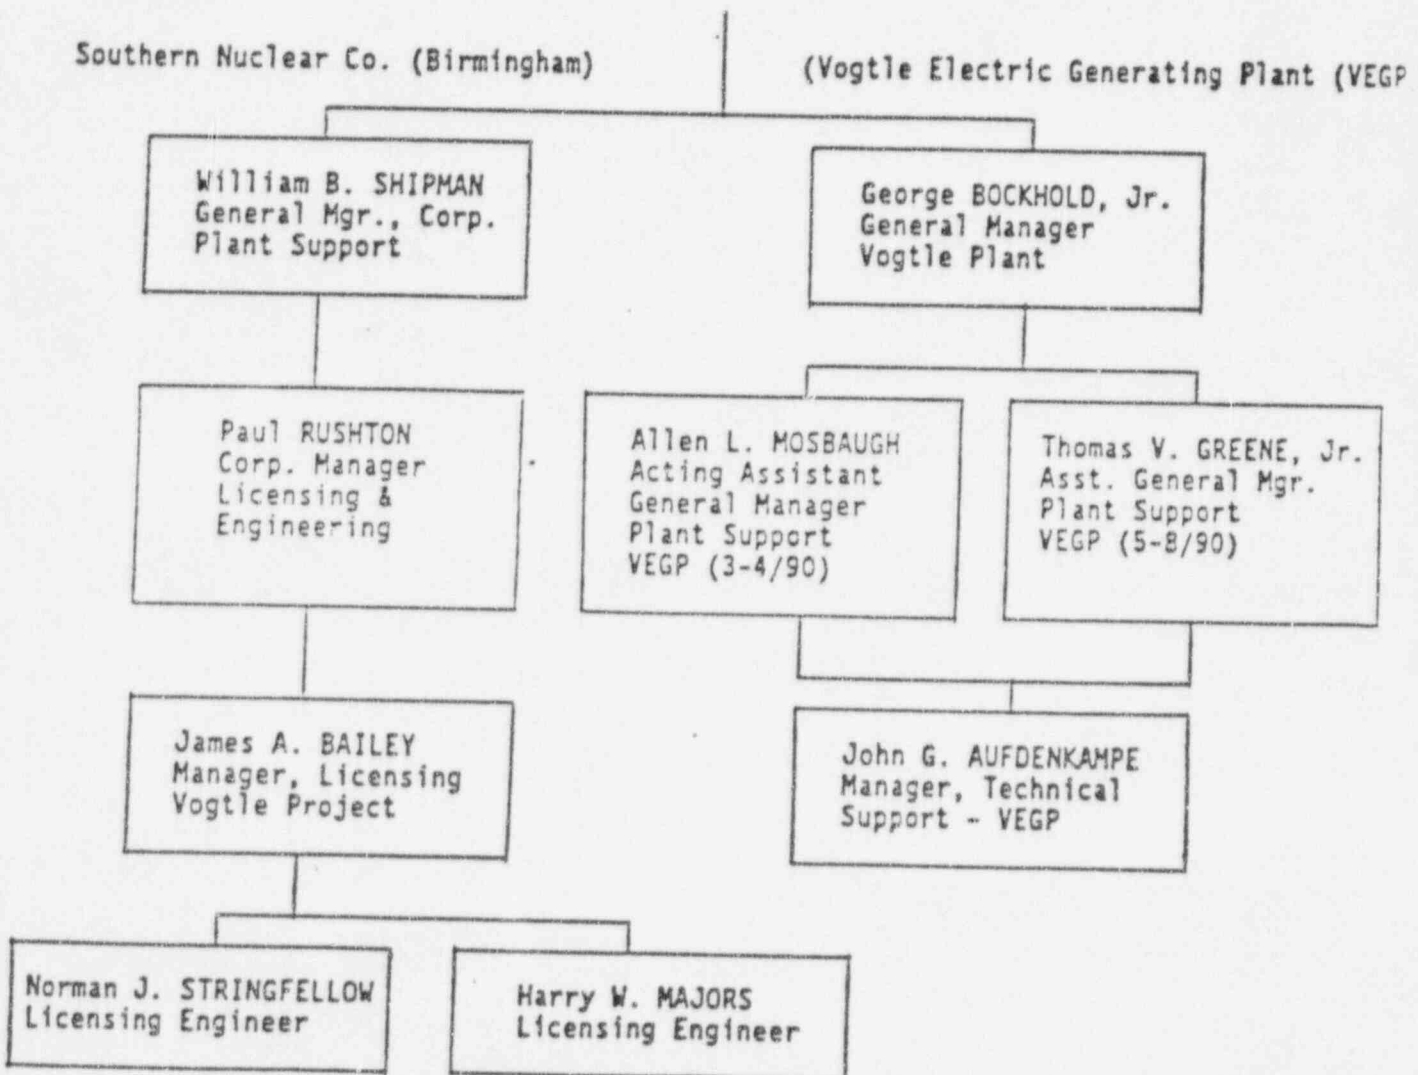 Southern Nuclear Co. (Birmingham)
(Vogtle Electric Generating Plant (VEGP
William B. SHIPMAN
General Mgr., Corp.
Plant Support
George BOCKHOLD, Jr.
General Manager
Vogtle Plant
Paul RUSHTON
Corp. Manager
Licensing &
Engineering
Allen L. MOSBAUGH
Acting Assistant
General Manager
Plant Support
VEGP (3-4/90)
Thomas V. GREENE, Jr.
Asst. General Mgr.
Plant Support
VEGP (5-8/90)
James A. BAILEY
Manager, Licensing
Vogtle Project
John G. AUFDENKAMPE
Manager, Technical
Support - VEGP
Norman J. STRINGFELLOW
Licensing Engineer
Harry W. MAJORS
Licensing Engineer